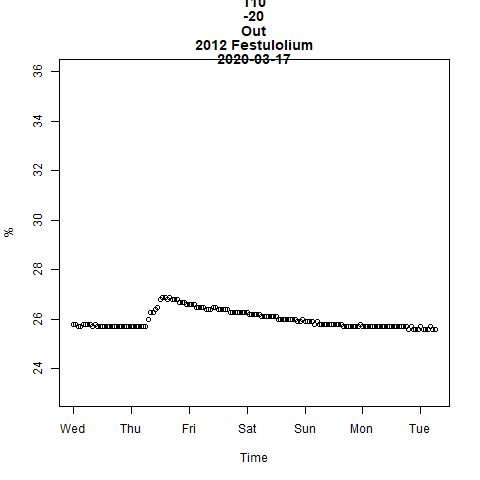 110
-20
Out
2012 Festulolium
2020-03-17
36
34
32
30
28
26
24
%
Wed Thu Fri Sat Sun Mon Tue
Time